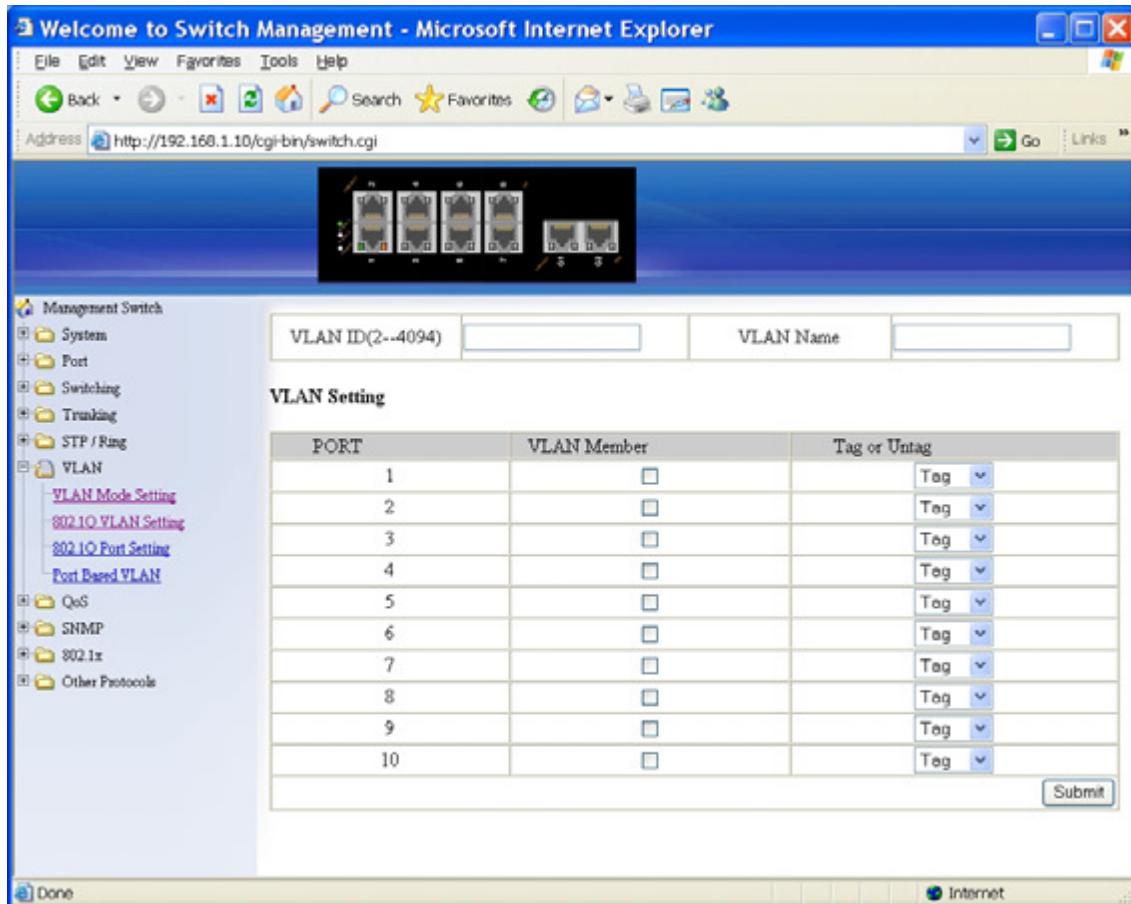 Welcome to Switch Management - Microsoft Internet Explorer
File Edit View Favorites Tools Help
Back Search Favorites
Address http://192.168.1.10/cgi-bin/switch.cgi Go Links »
Management Switch
System
Port
Switching
Trunking
STP / Ring
VLAN
VLAN Mode Setting
802.1Q VLAN Setting
802.1Q Port Setting
Port Based VLAN
QoS
SNMP
802.1x
Other Protocols
VLAN ID(2--4094) VLAN Name
VLAN Setting
PORT VLAN Member Tag or Untag
1 Tag
2 Tag
3 Tag
4 Tag
5 Tag
6 Tag
7 Tag
8 Tag
9 Tag
10 Tag
Submit
Done Internet